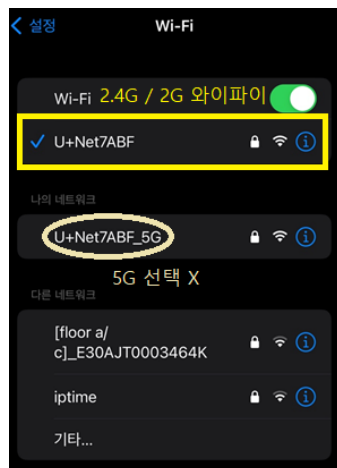 설정
Wi-Fi
Wi-Fi 2.4G / 2G 와이파이
U+Net7ABF
나의 네트워크
U+Net7ABF_5G
5G 선택 X
다른 네트워크
[floor a/
c]_E30AJT0003464K
iptime
기타...